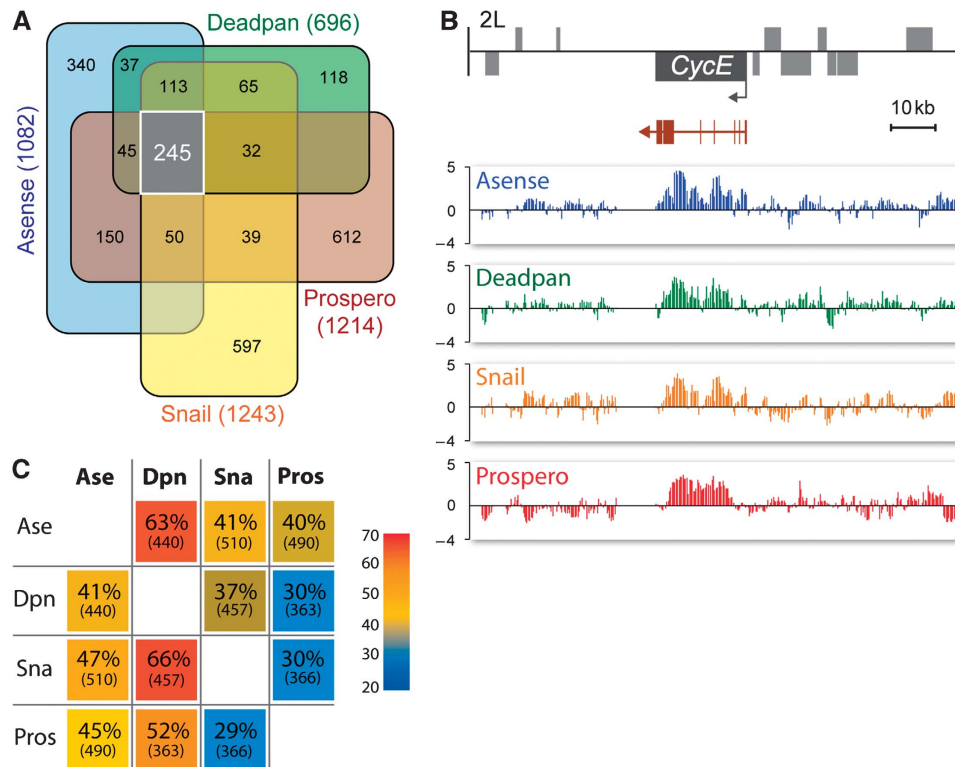 A
Deadpan (696)
340
37
113
65
118
45
245
32
150
50
39
612
597
Asense (1082)
Prospero
(1214)
Snail (1243)
B
2L
CycE
10 kb
5
Asense
0
−4
5
Deadpan
0
−4
5
Snail
0
−4
5
Prospero
0
−4
C
Ase Dpn Sna Pros
Ase
63% 41% 40%
(440) (510) (490)
Dpn
41% 37% 30%
(440) (457) (363)
Sna
47% 66% 30%
(510) (457) (366)
Pros
45% 52% 29%
(490) (363) (366)
70
60
50
40
30
20